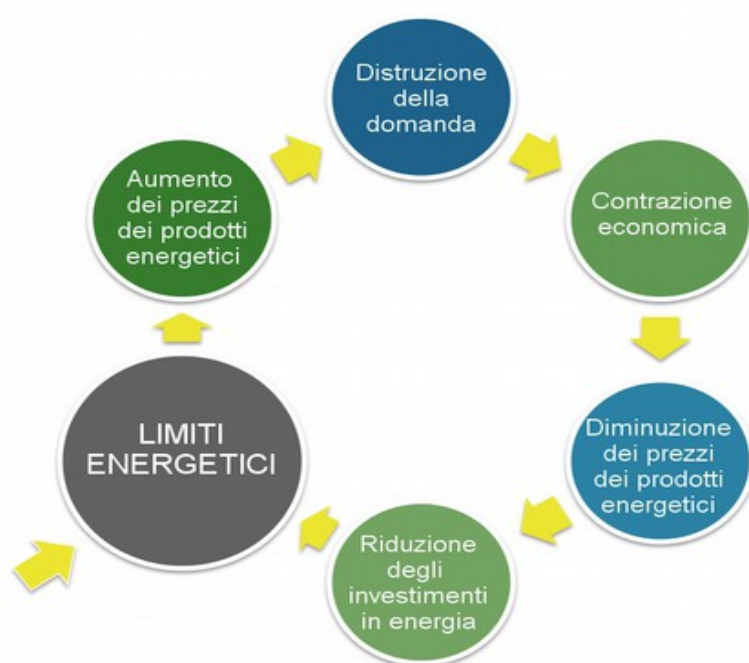 Distruzione
della
domanda
Contrazione
economica
Diminuzione
dei prezzi
dei prodotti
energetici
Riduzione
degli
investimenti
in energia
LIMITI
ENERGETICI
Aumento
dei prezzi
dei prodotti
energetici